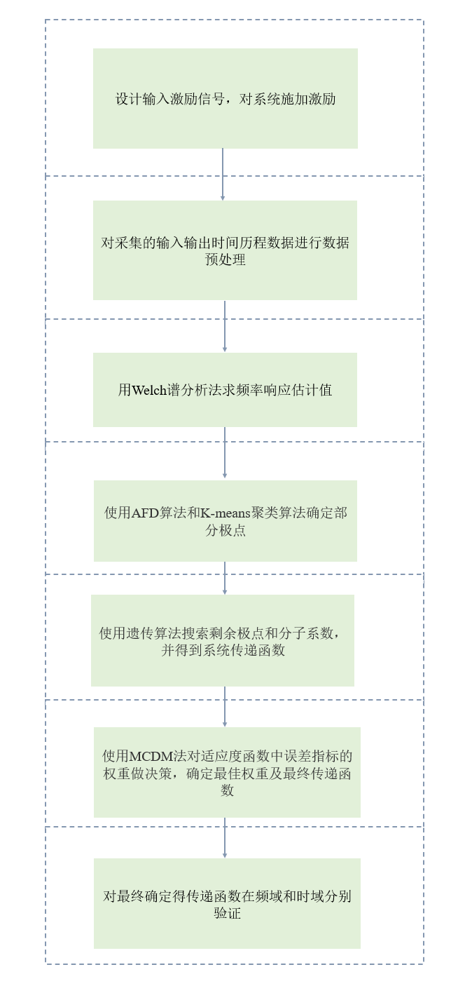 设计输入激励信号，对系统施加激励
对采集的输入输出时间历程数据进行数据
预处理
用Welch谱分析法求频率响应估计值
使用AFD算法和K-means聚类算法确定部
分极点
使用遗传算法搜索剩余极点和分子系数，
并得到系统传递函数
使用MCDM法对适应度函数中误差指标的
权重做决策，确定最佳权重及最终传递函
数
对最终确定得传递函数在频域和时域分别
验证